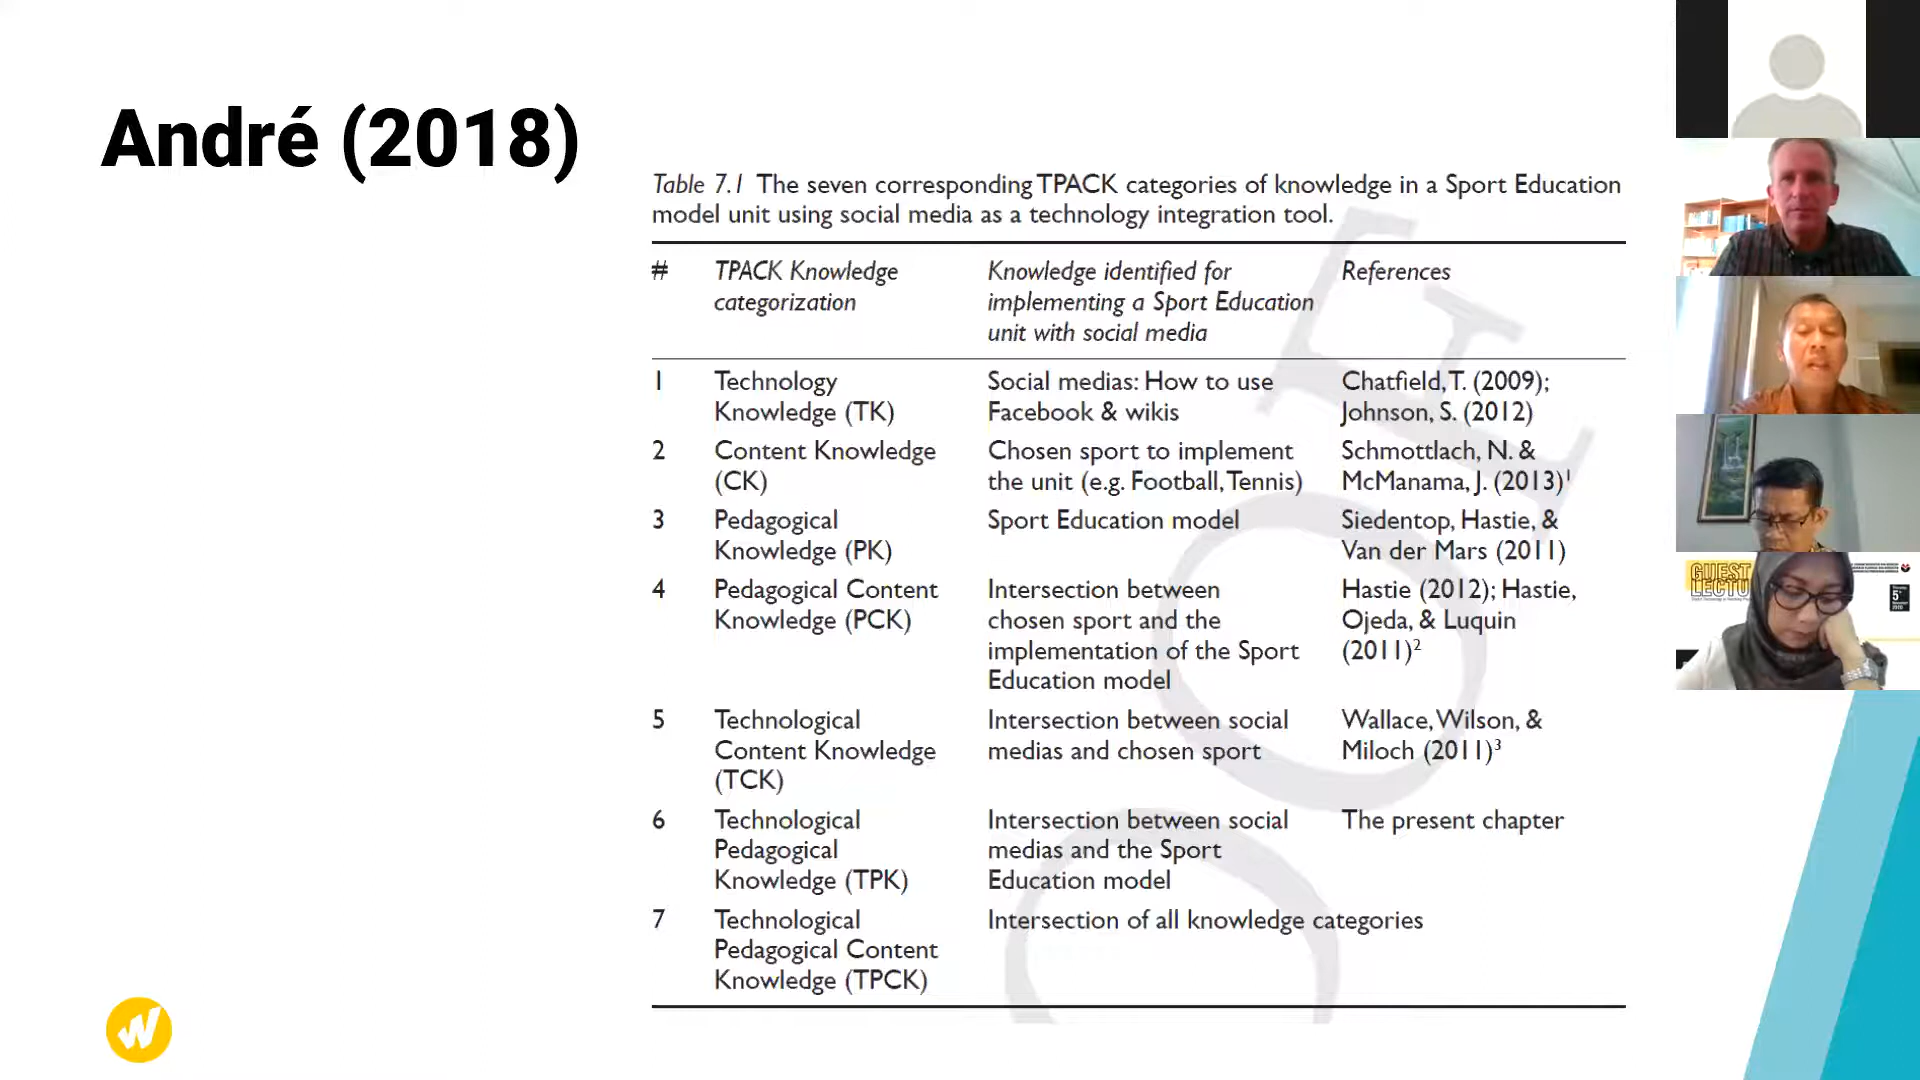 André (2018)
Table 7.1 The seven corresponding TPACK categories of knowledge in a Sport Education
model unit using social media as a technology integration tool.
# TPACK Knowledge categorization Knowledge identified for implementing a Sport Education unit with social media References
1 Technology Knowledge (TK) Social medias: How to use Facebook & wikis Chatfield, T. (2009); Johnson, S. (2012)
2 Content Knowledge (CK) Chosen sport to implement the unit (e.g. Football, Tennis) Schmottlach, N. & McManama, J. (2013)1
3 Pedagogical Knowledge (PK) Sport Education model Siedentop, Hastie, & Van der Mars (2011)
4 Pedagogical Content Knowledge (PCK) Intersection between chosen sport and the implementation of the Sport Education model Hastie (2012); Hastie, Ojeda, & Luquin (2011)2
5 Technological Content Knowledge (TCK) Intersection between social medias and chosen sport Wallace, Wilson, & Miloch (2011)3
6 Technological Pedagogical Knowledge (TPK) Intersection between social medias and the Sport Education model The present chapter
7 Technological Pedagogical Content Knowledge (TPCK) Intersection of all knowledge categories
W
GUEST
LECTU